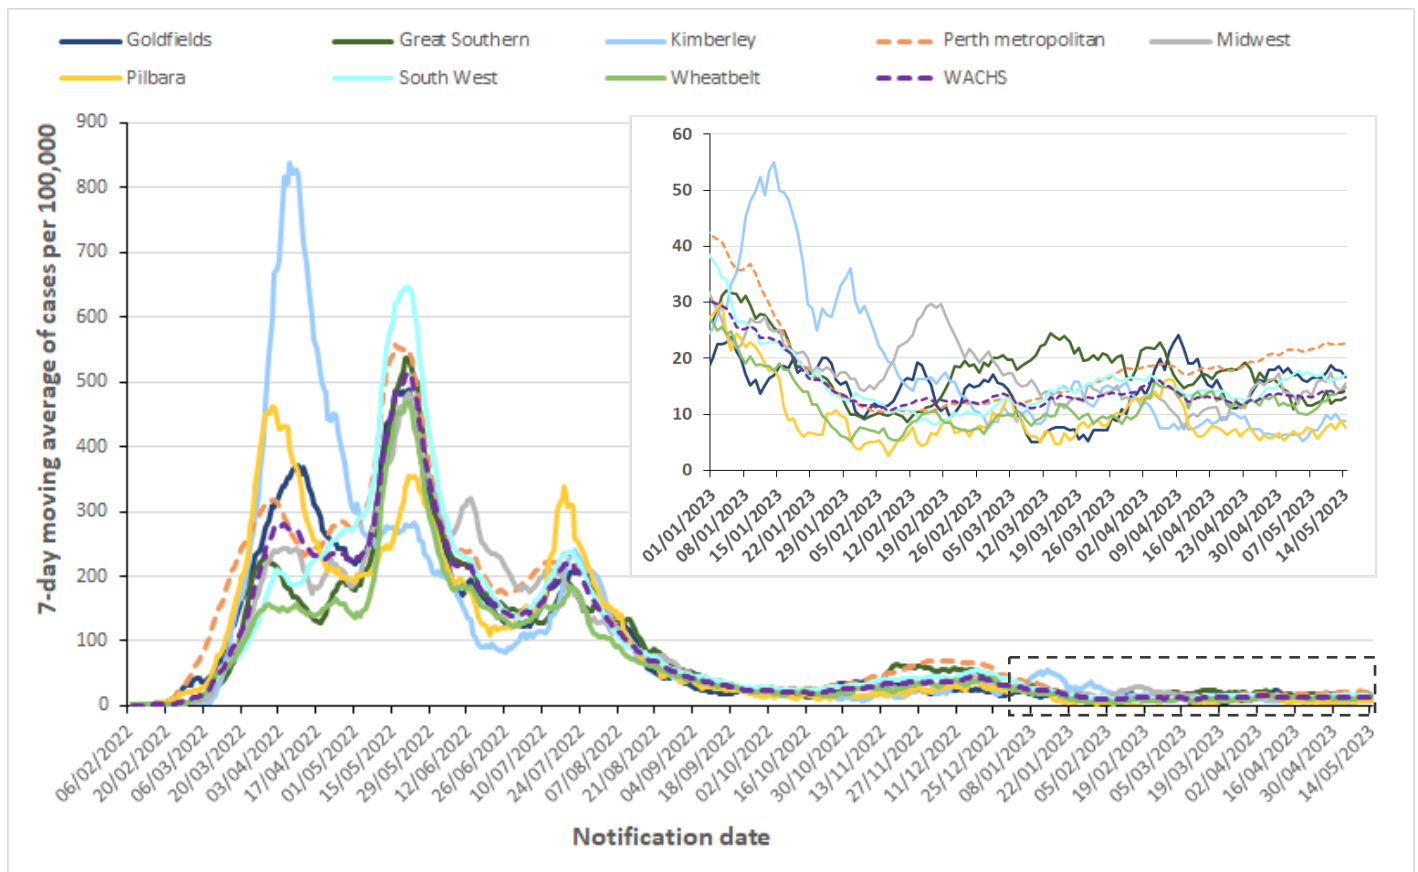 Goldfields Great Southern Kimberley Perth metropolitan Midwest
Pilbara South West Wheatbelt WACHS
7-day moving average of cases per 100,000
900
800
700
600
500
400
300
200
100
0
06/02/2022 20/02/2022 06/03/2022 20/03/2022 03/04/2022 17/04/2022 01/05/2022 15/05/2022 29/05/2022 12/06/2022 26/06/2022 10/07/2022 24/07/2022 07/08/2022 21/08/2022 04/09/2022 18/09/2022 02/10/2022 16/10/2022 30/10/2022 13/11/2022 27/11/2022 11/12/2022 25/12/2022 08/01/2023 22/01/2023 05/02/2023 19/02/2023 05/03/2023 19/03/2023 02/04/2023 16/04/2023 30/04/2023 14/05/2023
Notification date
60
50
40
30
20
10
0
01/01/2023 08/01/2023 15/01/2023 22/01/2023 29/01/2023 05/02/2023 12/02/2023 19/02/2023 26/02/2023 05/03/2023 12/03/2023 19/03/2023 26/03/2023 02/04/2023 09/04/2023 16/04/2023 23/04/2023 30/04/2023 07/05/2023 14/05/2023